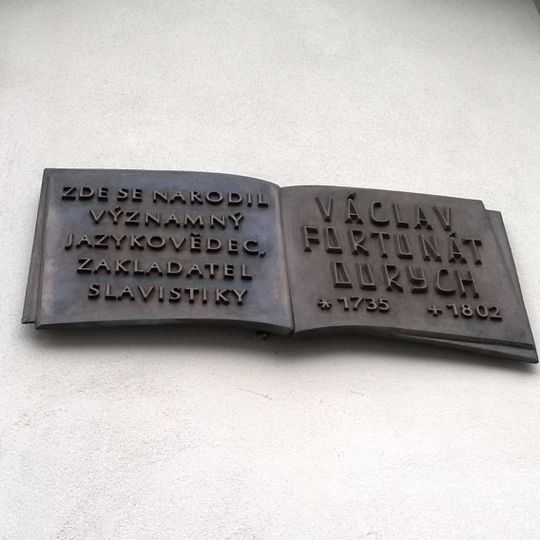 ZDE SE NARODIL
VÝZNAMNÝ
JAZYKOVĚDEC,
ZAKLADATEL
SLAVISTIKY
VÁCLAV
FORTUNÁT
DURYCH
* 1735 + 1802